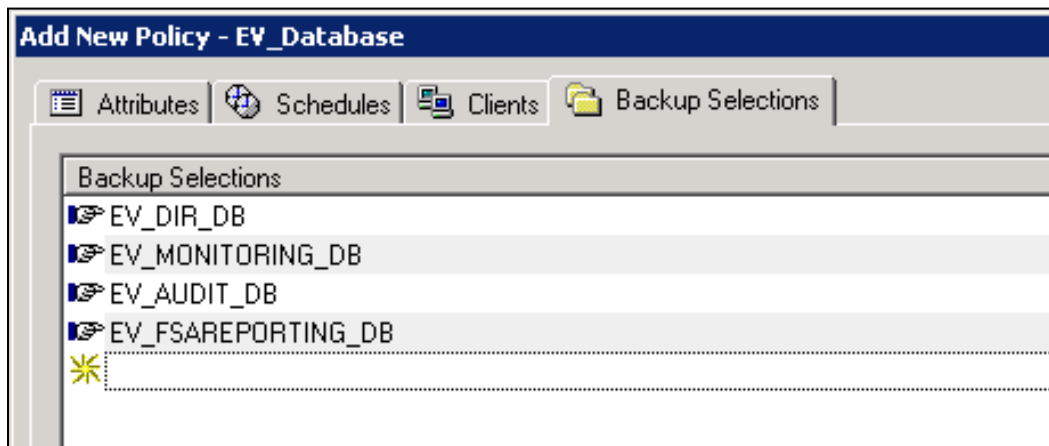 Add New Policy - EV_Database
Attributes Schedules Clients Backup Selections
Backup Selections
EV_DIR_DB
EV_MONITORING_DB
EV_AUDIT_DB
EV_FSAREPORTING_DB